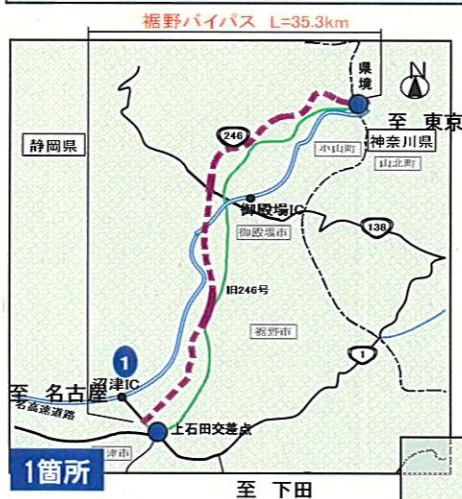 裾野バイパス L=35.3km
県境
N
至 東京
246
静岡県
神奈川県
小山町
山北町
御殿場IC
138
御殿場市
旧246号
裾野市
1
1
至 名古屋
沼津IC
名高速道路
上石田交差点
津市
1箇所
至 下田